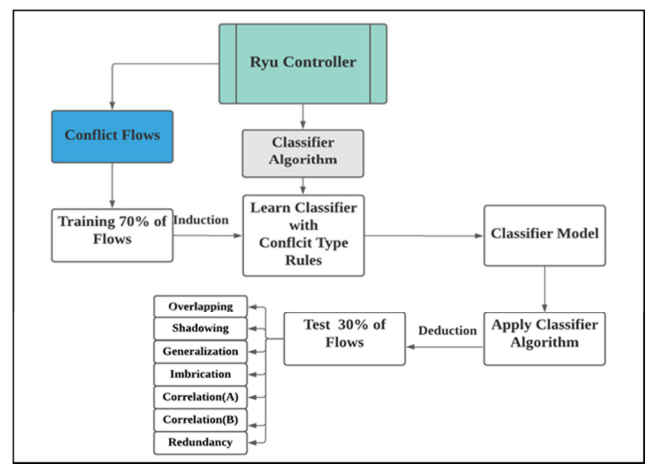 Ryu Controller
Conflict Flows
Classifier
Algorithm
Training 70% of
Flows
Induction
Learn Classifier
with
Conflcit Type
Rules
Classifier Model
Overlapping
Shadowing
Generalization
Imbrication
Correlation(A)
Correlation(B)
Redundancy
Test 30% of
Flows
Deduction
Apply Classifier
Algorithm